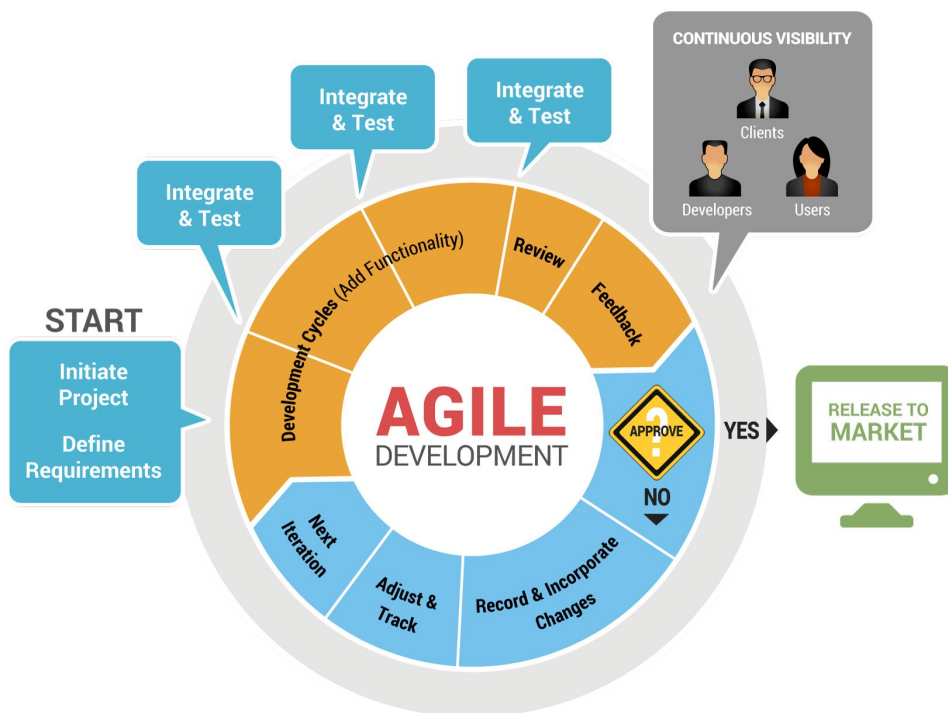 START
Initiate
Project
Define
Requirements
Integrate
& Test
Integrate
& Test
Integrate
& Test
CONTINUOUS VISIBILITY
Clients
Developers
Users
Development Cycles (Add Functionality)
Review
Feedback
AGILE
DEVELOPMENT
?
APPROVE
YES
NO
RELEASE TO
MARKET
Record & Incorporate
Changes
Adjust &
Track
Next
Iteration